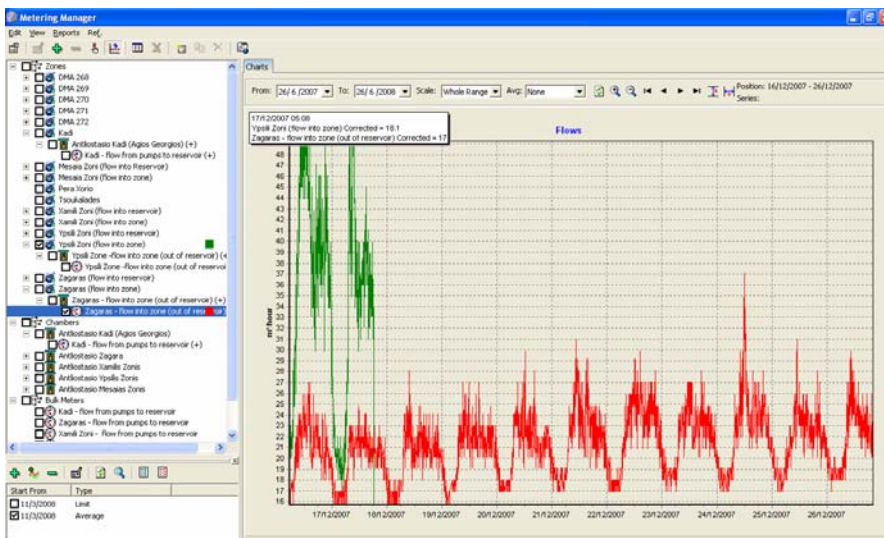 Metering Manager
Edit View Reports Ref.
Zones
DMA 268
DMA 269
DMA 270
DMA 271
DMA 272
Kadi
Antliostasio Kadi (Agios Georgios) (+)
Kadi - flow from pumps to reservoir (+)
Mesaia Zoni (flow into Reservoir)
Mesaia Zoni (flow into zone)
Pera Xorio
Tsoukalades
Xamili Zoni (flow into reservoir)
Xamili Zoni (flow into zone)
Ypsili Zoni (flow into reservoir)
Ypsili Zoni (flow into zone)
Ypsili Zone -flow into zone (out of reservoir) (+
Ypsili Zone -flow into zone (out of reservoi
Zagaras (flow into reservoir)
Zagaras (flow into zone)
Zagaras - flow into zone (out of reservoir) (+)
Zagaras - flow into zone (out of reservoir)
Chambers
Antliostasio Kadi (Agios Georgios)
Kadi - flow from pumps to reservoir (+)
Antliostasio Zagara
Antliostasio Xamilis Zonis
Antliostasio Ypsilis Zonis
Antliostasio Mesaias Zonis
Bulk Meters
Kadi - flow from pumps to reservoir
Zagaras - flow from pumps to reservoir
Xamili Zoni - flow from pumps to reservoir
Start From Type
11/3/2008 Limit
11/3/2008 Average
Charts
From: 26/ 6 /2007 To: 26/ 6 /2008 Scale: Whole Range Avg: None
Position: 16/12/2007 - 26/12/2007
Series:
17/12/2007 05:08
Ypsili Zoni (flow into zone) Corrected = 18.1
Zagaras - flow into zone (out of reservoir) Corrected = 17
Flows
m³ hour
48
47
46
45
44
43
42
41
40
39
38
37
36
35
34
33
32
31
30
29
28
27
26
25
24
23
22
21
20
19
18
17
16
17/12/2007 18/12/2007 19/12/2007 20/12/2007 21/12/2007 22/12/2007 23/12/2007 24/12/2007 25/12/2007 26/12/2007